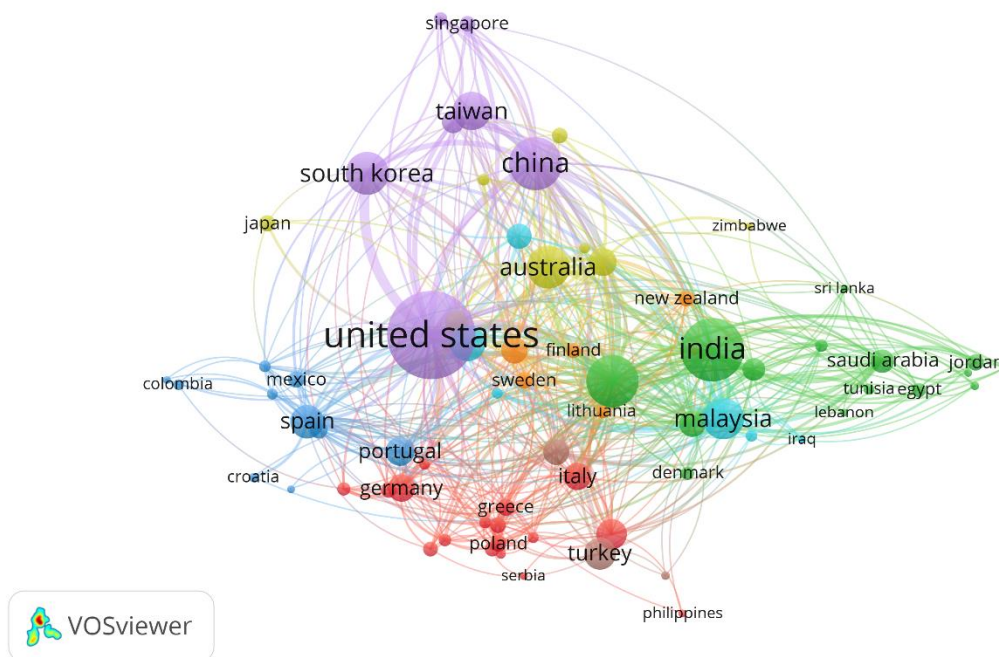 singapore
taiwan
china
south korea
japan
zimbabwe
australia
sri lanka
new zealand
united states
finland
india
saudi arabia
jordan
colombia
mexico
sweden
tunisia
egypt
lithuania
lebanon
spain
malaysia
iraq
portugal
croatia
germany
italy
denmark
greece
poland
turkey
serbia
philippines
VOSviewer